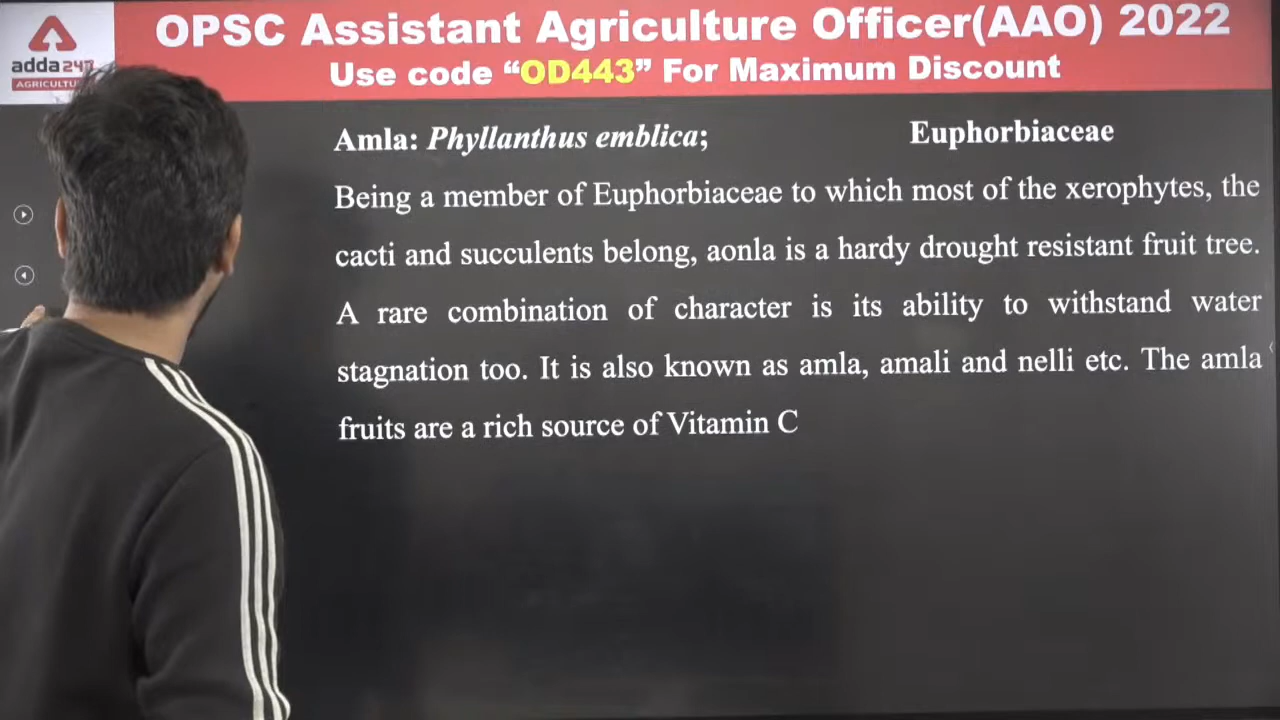 OPSC Assistant Agriculture Officer(AAO) 2022
Use code “OD443” For Maximum Discount
adda247
AGRICULTU
Amla: Phyllanthus emblica; Euphorbiaceae
Being a member of Euphorbiaceae to which most of the xerophytes, the
cacti and succulents belong, aonla is a hardy drought resistant fruit tree.
A rare combination of character is its ability to withstand water
stagnation too. It is also known as amla, amali and nelli etc. The amla
fruits are a rich source of Vitamin C